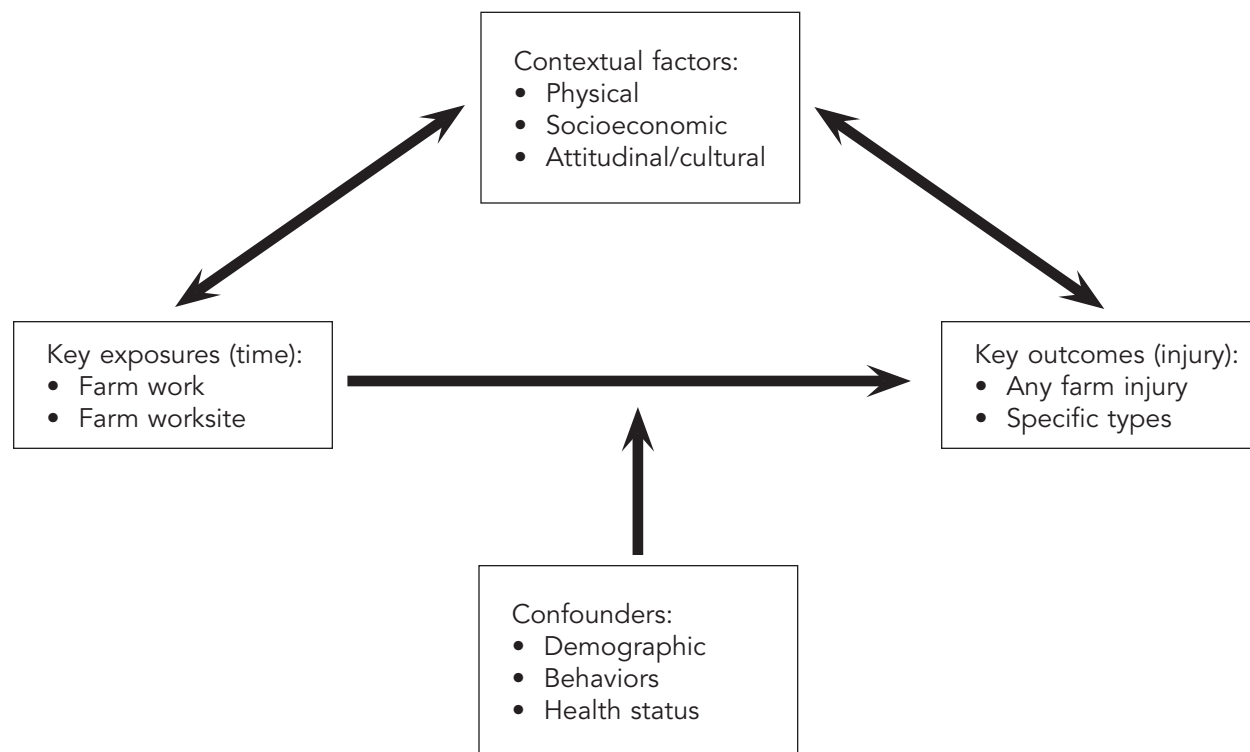 Contextual factors:
• Physical
• Socioeconomic
• Attitudinal/cultural
Key exposures (time):
• Farm work
• Farm worksite
Key outcomes (injury):
• Any farm injury
• Specific types
Confounders:
• Demographic
• Behaviors
• Health status